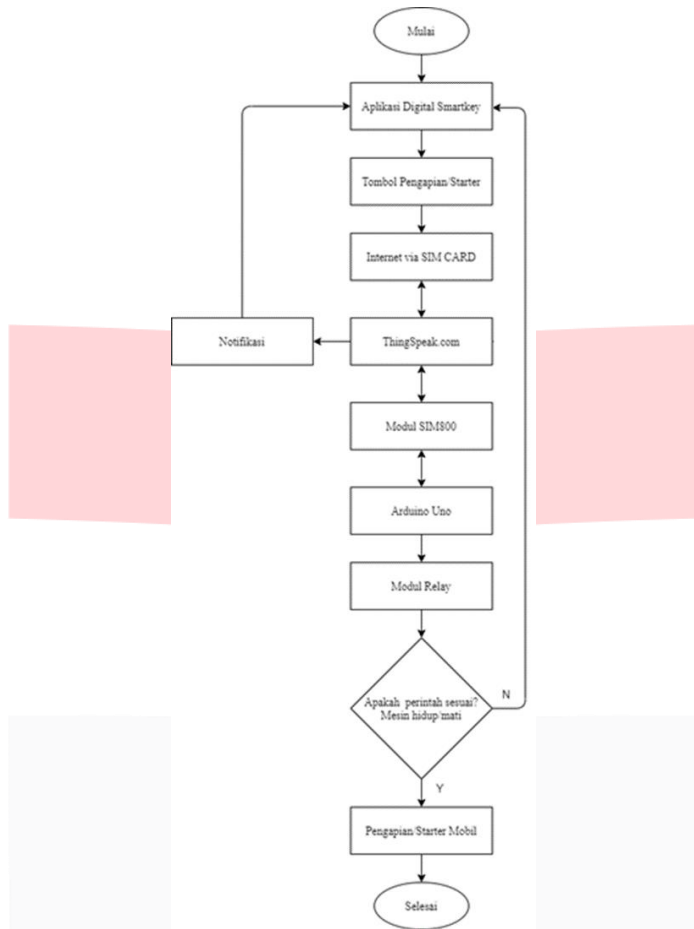 Mulai
Aplikasi Digital Smartkey
Tombol Pengapian/Starter
Internet via SIM CARD
Notifikasi
ThingSpeak.com
Modul SIM800
Arduino Uno
Modul Relay
Apakah perintah sesuai?
Mesin hidup/mati
N
Y
Pengapian/Starter Mobil
Selesai